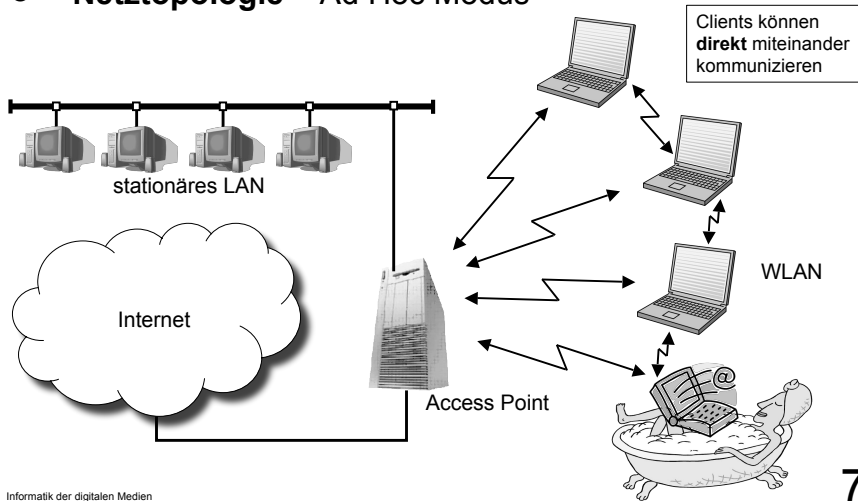 Netztopologie – Ad Hoc Modus
Clients können
direkt miteinander
kommunizieren
stationäres LAN
WLAN
Internet
@
Access Point
Informatik der digitalen Medien
7